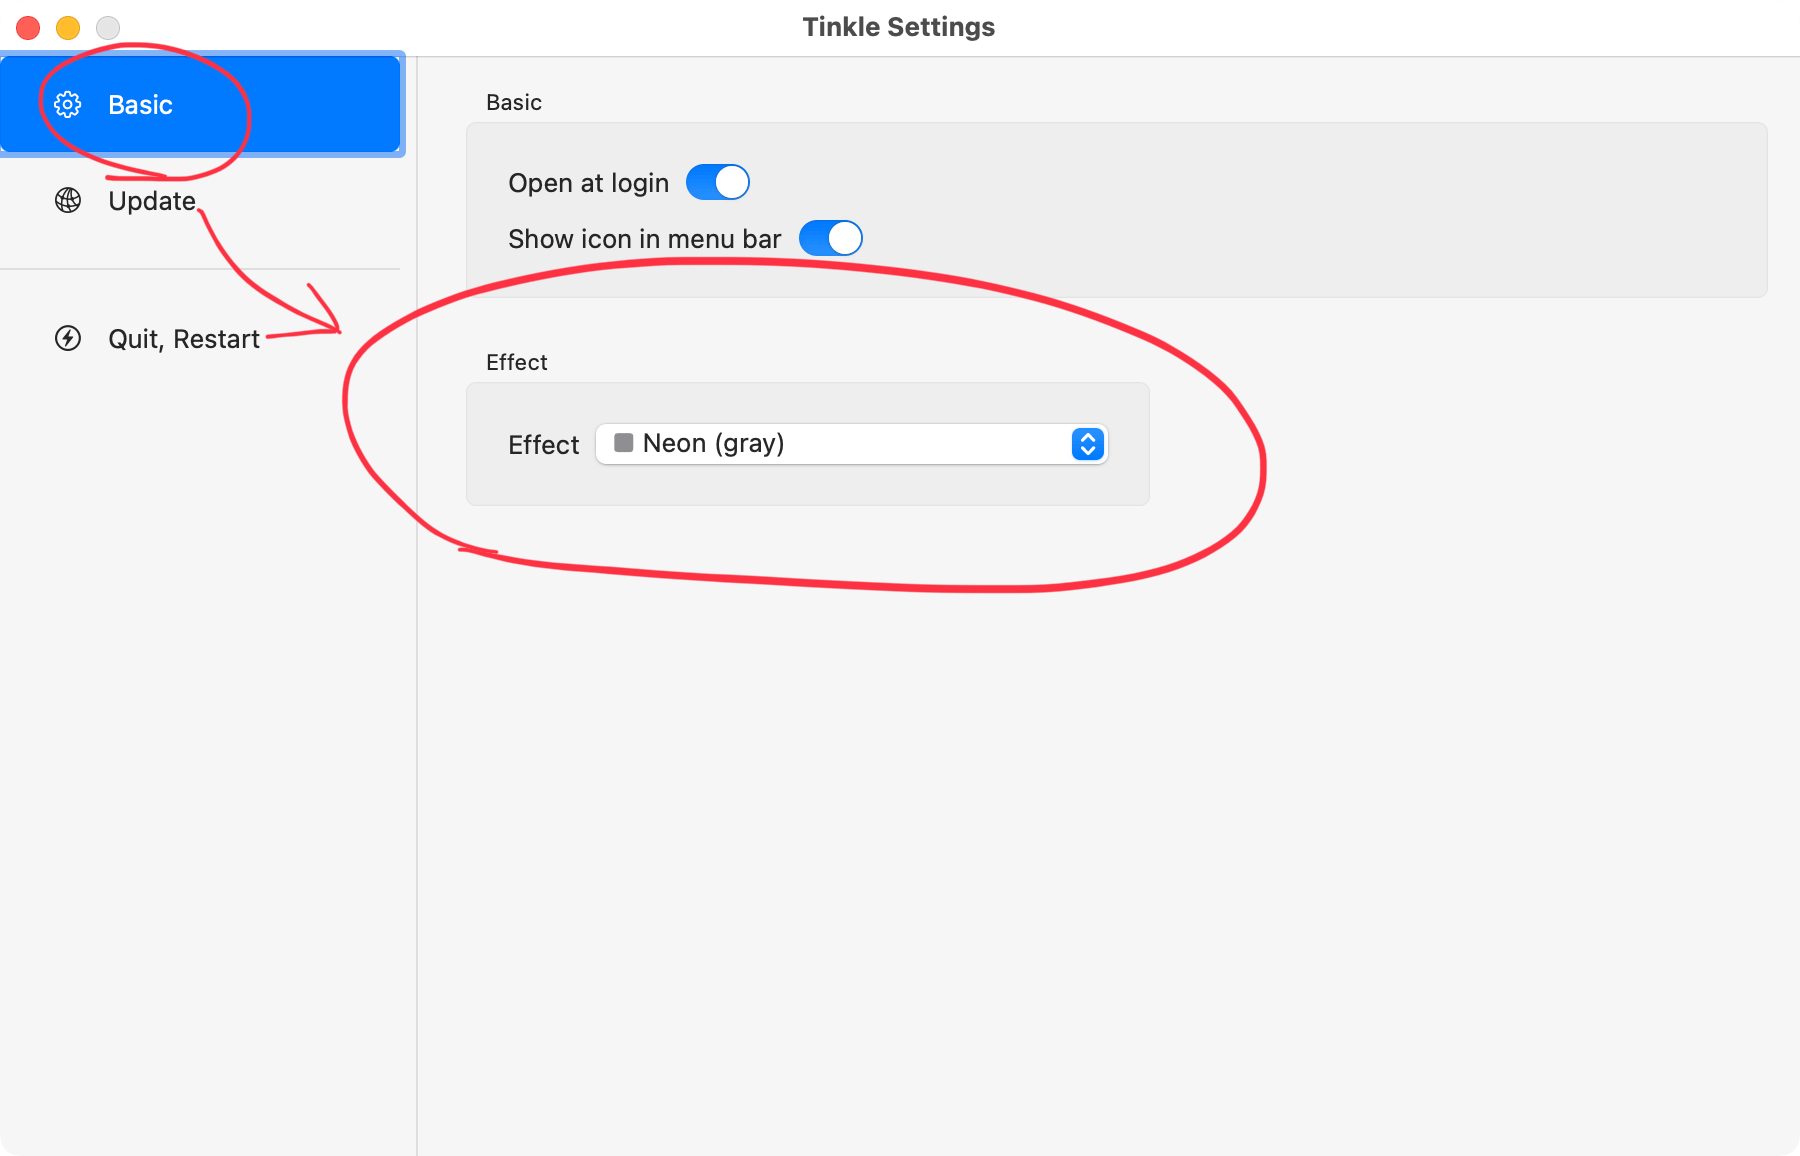 Tinkle Settings
Basic
Update
Quit, Restart
Basic
Open at login
Show icon in menu bar
Effect
Effect
Neon (gray)